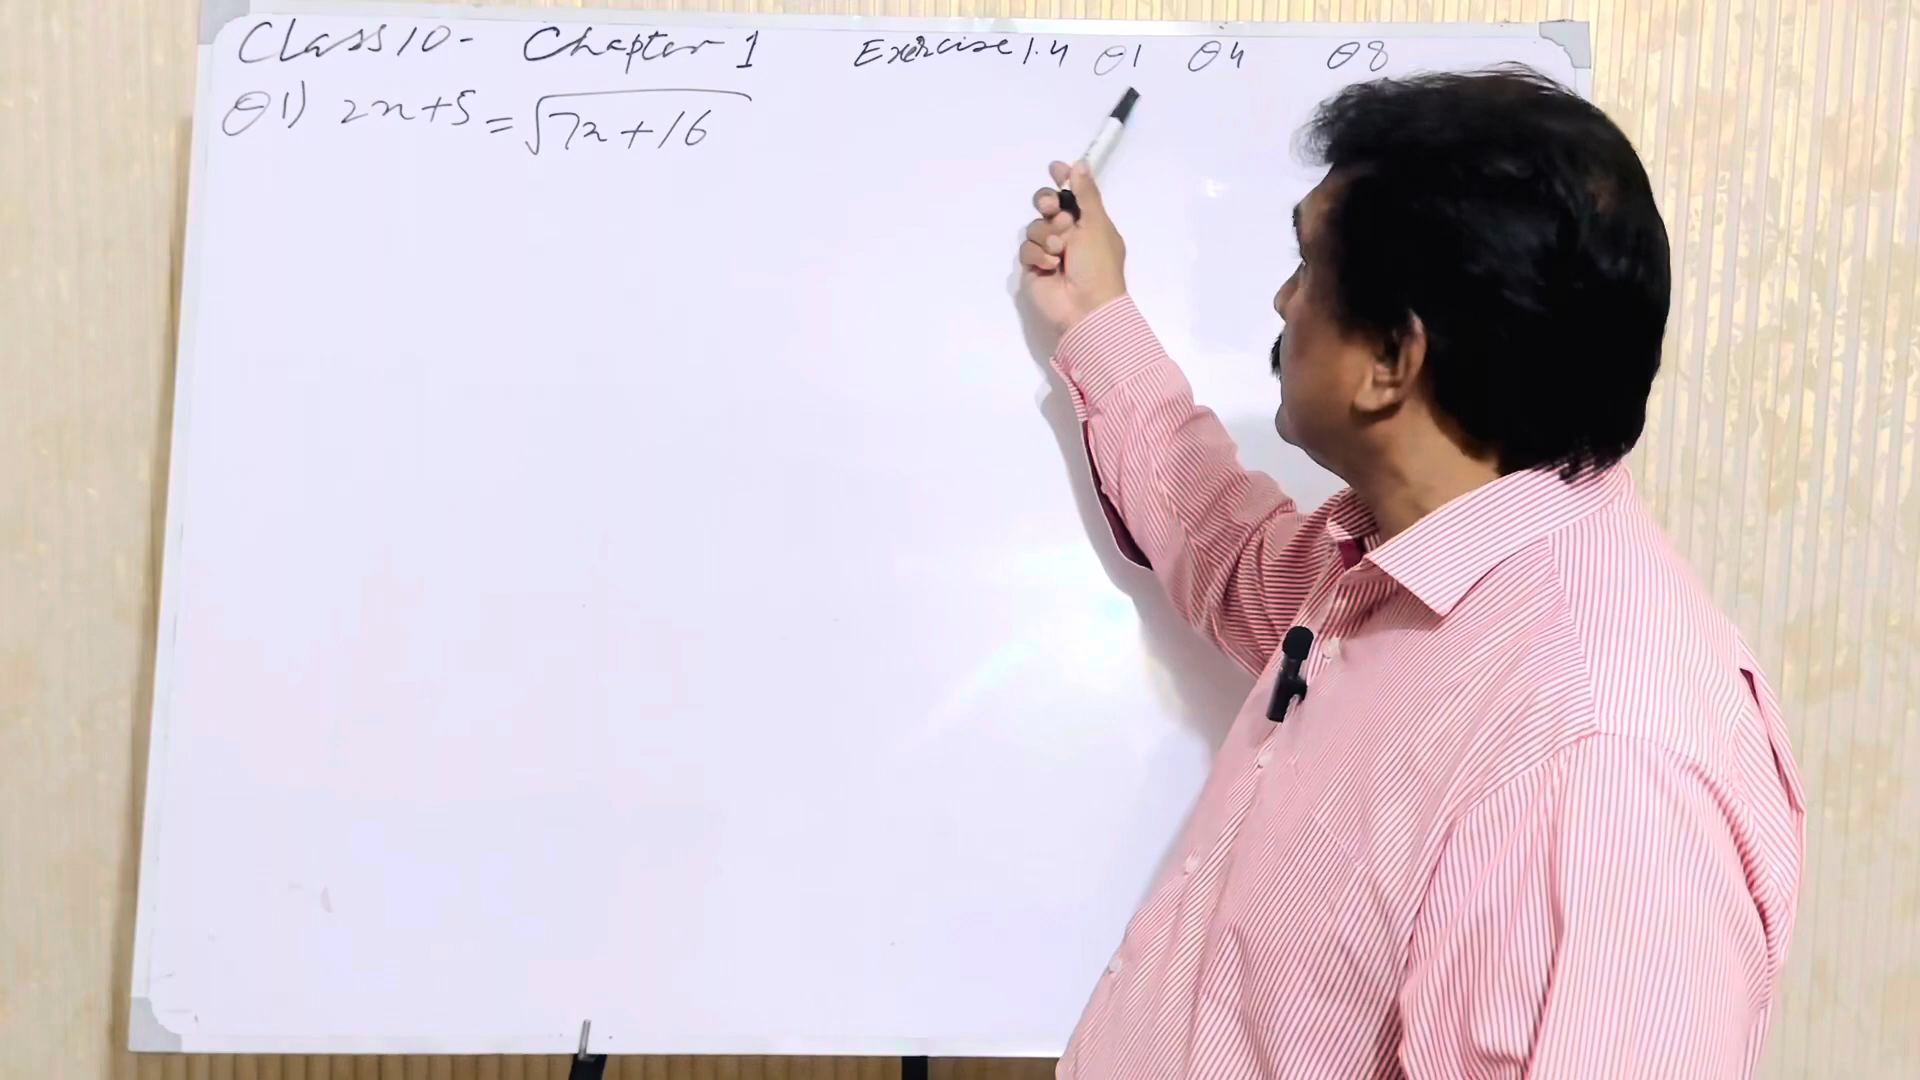 Class 10 - Chapter 1 Exercise 1.4 Q1 Q4 Q8
Q1) 2x+5 = √7x+16